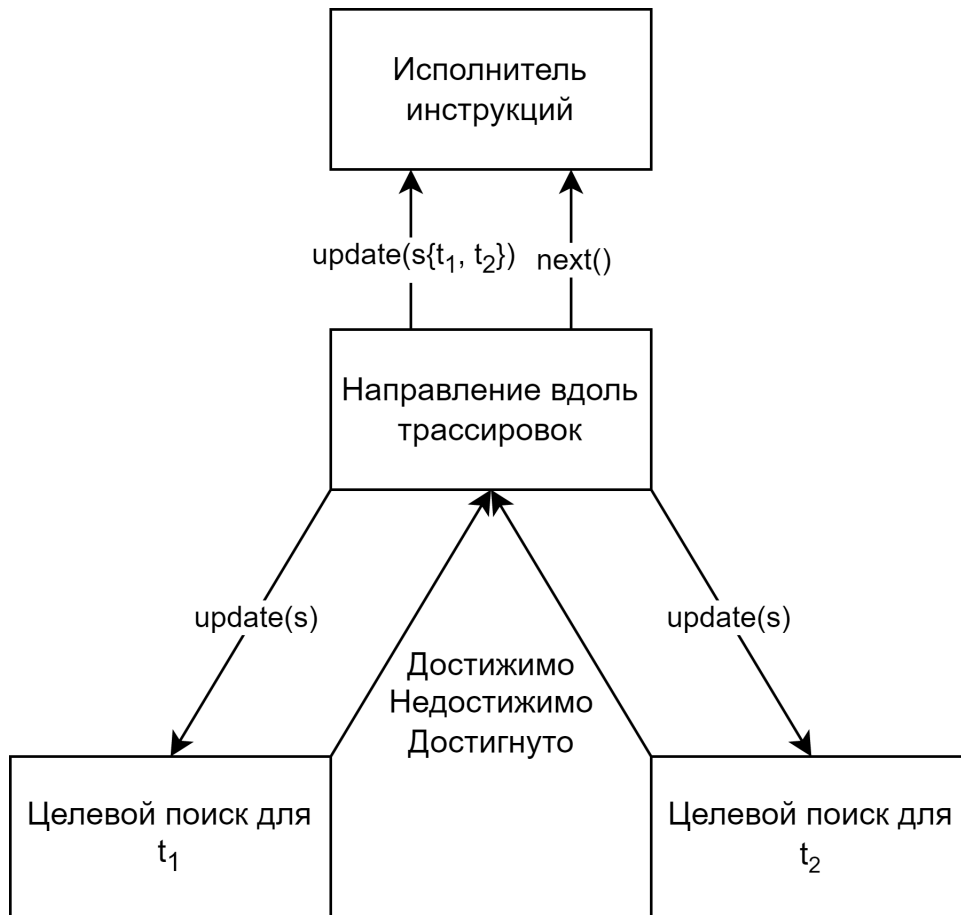 Исполнитель
инструкций
update(s{t₁, t₂}) next()
Направление вдоль
трассировок
update(s) update(s)
Достижимо
Недостижимо
Достигнуто
Целевой поиск для
t₁
Целевой поиск для
t₂